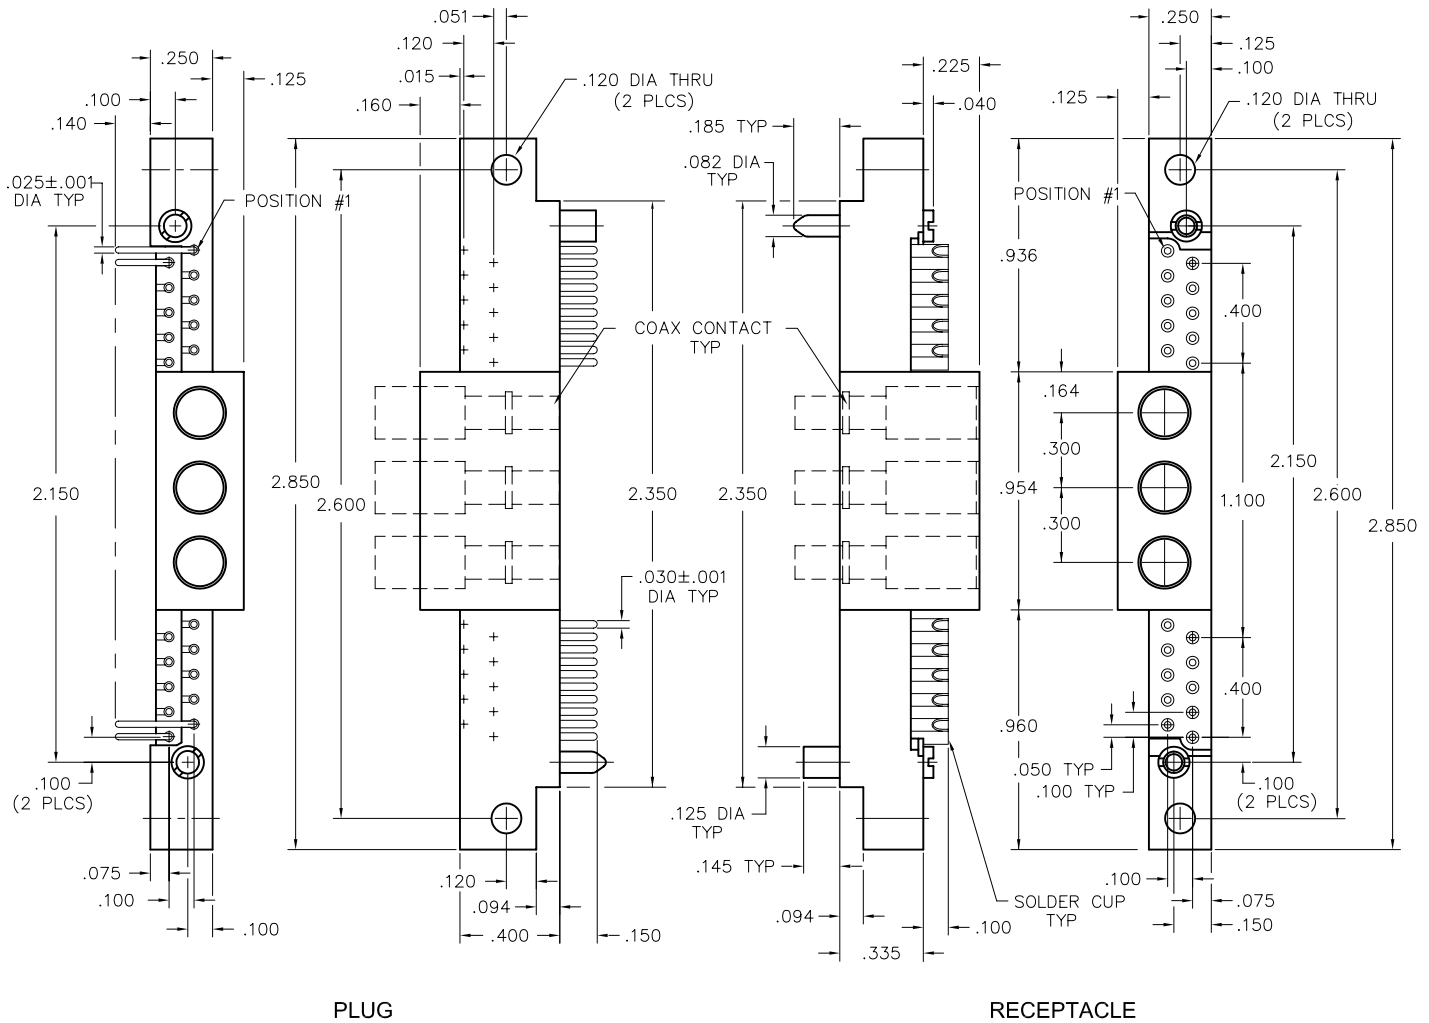 .051
.250
.120
.250
.125
.015
.120 DIA THRU
(2 PLCS)
.225
.100
.125
.100
.125
.160
.040
.120 DIA THRU
(2 PLCS)
.140
.185 TYP
.025±.001
DIA TYP
.082 DIA
TYP
POSITION #1
POSITION #1
.936
.400
COAX CONTACT
TYP
.164
.300
2.150
2.850
2.600
2.350
2.350
.954
1.100
2.150
2.600
2.850
.300
.030±.001
DIA TYP
.400
.960
.100
(2 PLCS)
.050 TYP
.100 TYP
.100
(2 PLCS)
.125 DIA
TYP
.145 TYP
.075
.120
.100
.075
.100
.094
.094
SOLDER CUP
TYP
.100
.400
.150
.335
.100
.150
PLUG
RECEPTACLE